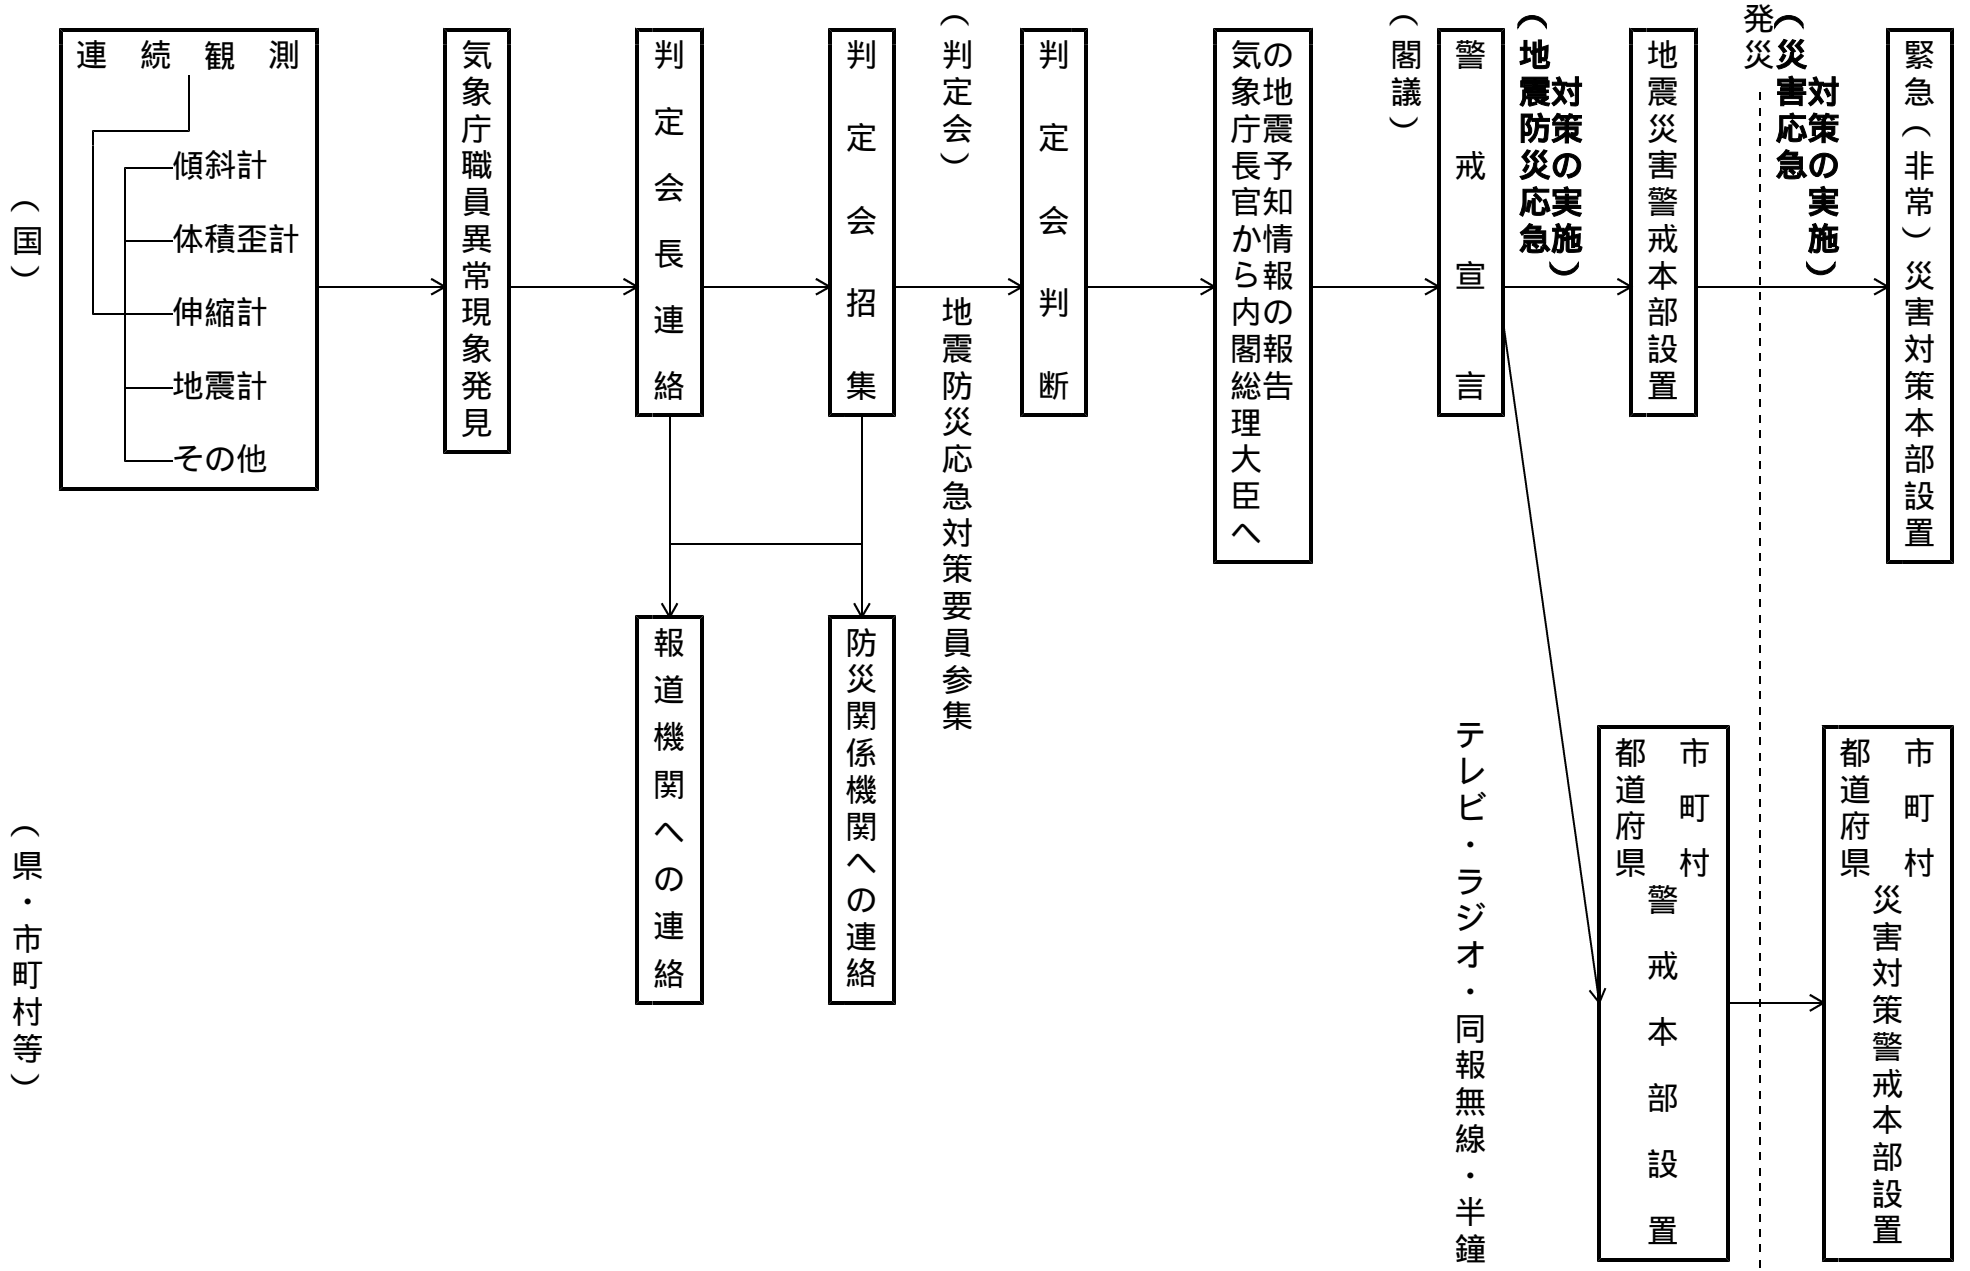 （国）
連　続　観　測
傾斜計
体積歪計
伸縮計
地震計
その他
気象庁職員異常現象発見
判定会長連絡
判定会招集
（判定会）
地震防災応急対策要員参集
判定会判断
気象庁長官から内閣総理大臣へ
の地震予知情報の報告
（閣議）
警戒宣言
（地震防災応急
対策の実施）
地震災害警戒本部設置
発災
（災害応急
対策の実施）
緊急（非常）災害対策本部設置
（県・市町村等）
報道機関への連絡
防災関係機関への連絡
テレビ・ラジオ・同報無線・半鐘
都道府県
市町村
警戒本部設置
都道府県
市町村
災害対策警戒本部設置